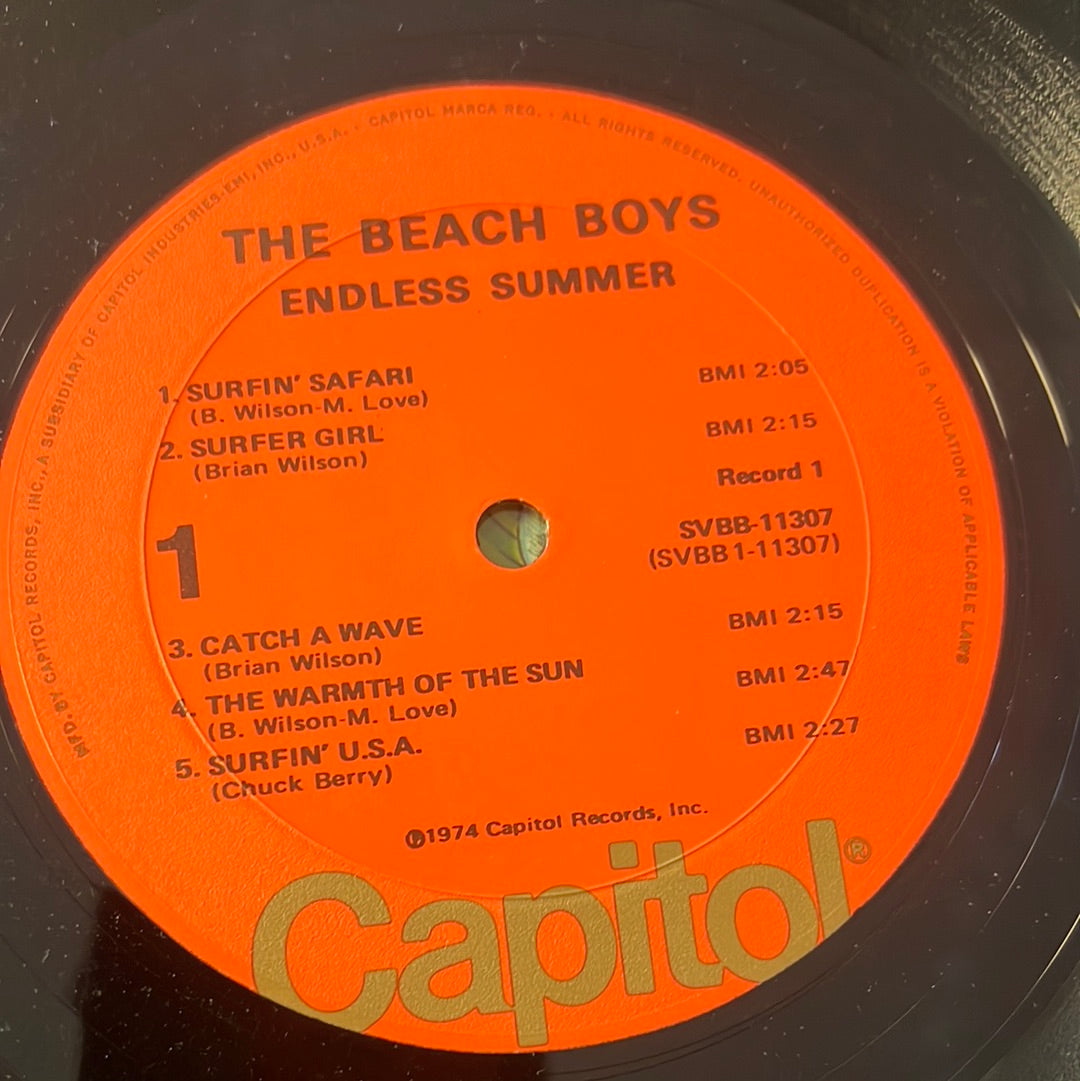 MFD. BY CAPITOL RECORDS, INC., A SUBSIDIARY OF CAPITOL INDUSTRIES-EMI, INC., U.S.A. • CAPITOL MARCA REG. • ALL RIGHTS RESERVED. UNAUTHORIZED DUPLICATION IS A VIOLATION OF APPLICABLE LAWS
THE BEACH BOYS
ENDLESS SUMMER
1. SURFIN' SAFARI BMI 2:05
(B. Wilson-M. Love)
2. SURFER GIRL BMI 2:15
(Brian Wilson)
Record 1
1
SVBB-11307
(SVBB 1-11307)
3. CATCH A WAVE BMI 2:15
(Brian Wilson)
4. THE WARMTH OF THE SUN BMI 2:47
(B. Wilson-M. Love)
5. SURFIN' U.S.A. BMI 2:27
(Chuck Berry)
℗1974 Capitol Records, Inc.
Capitol®